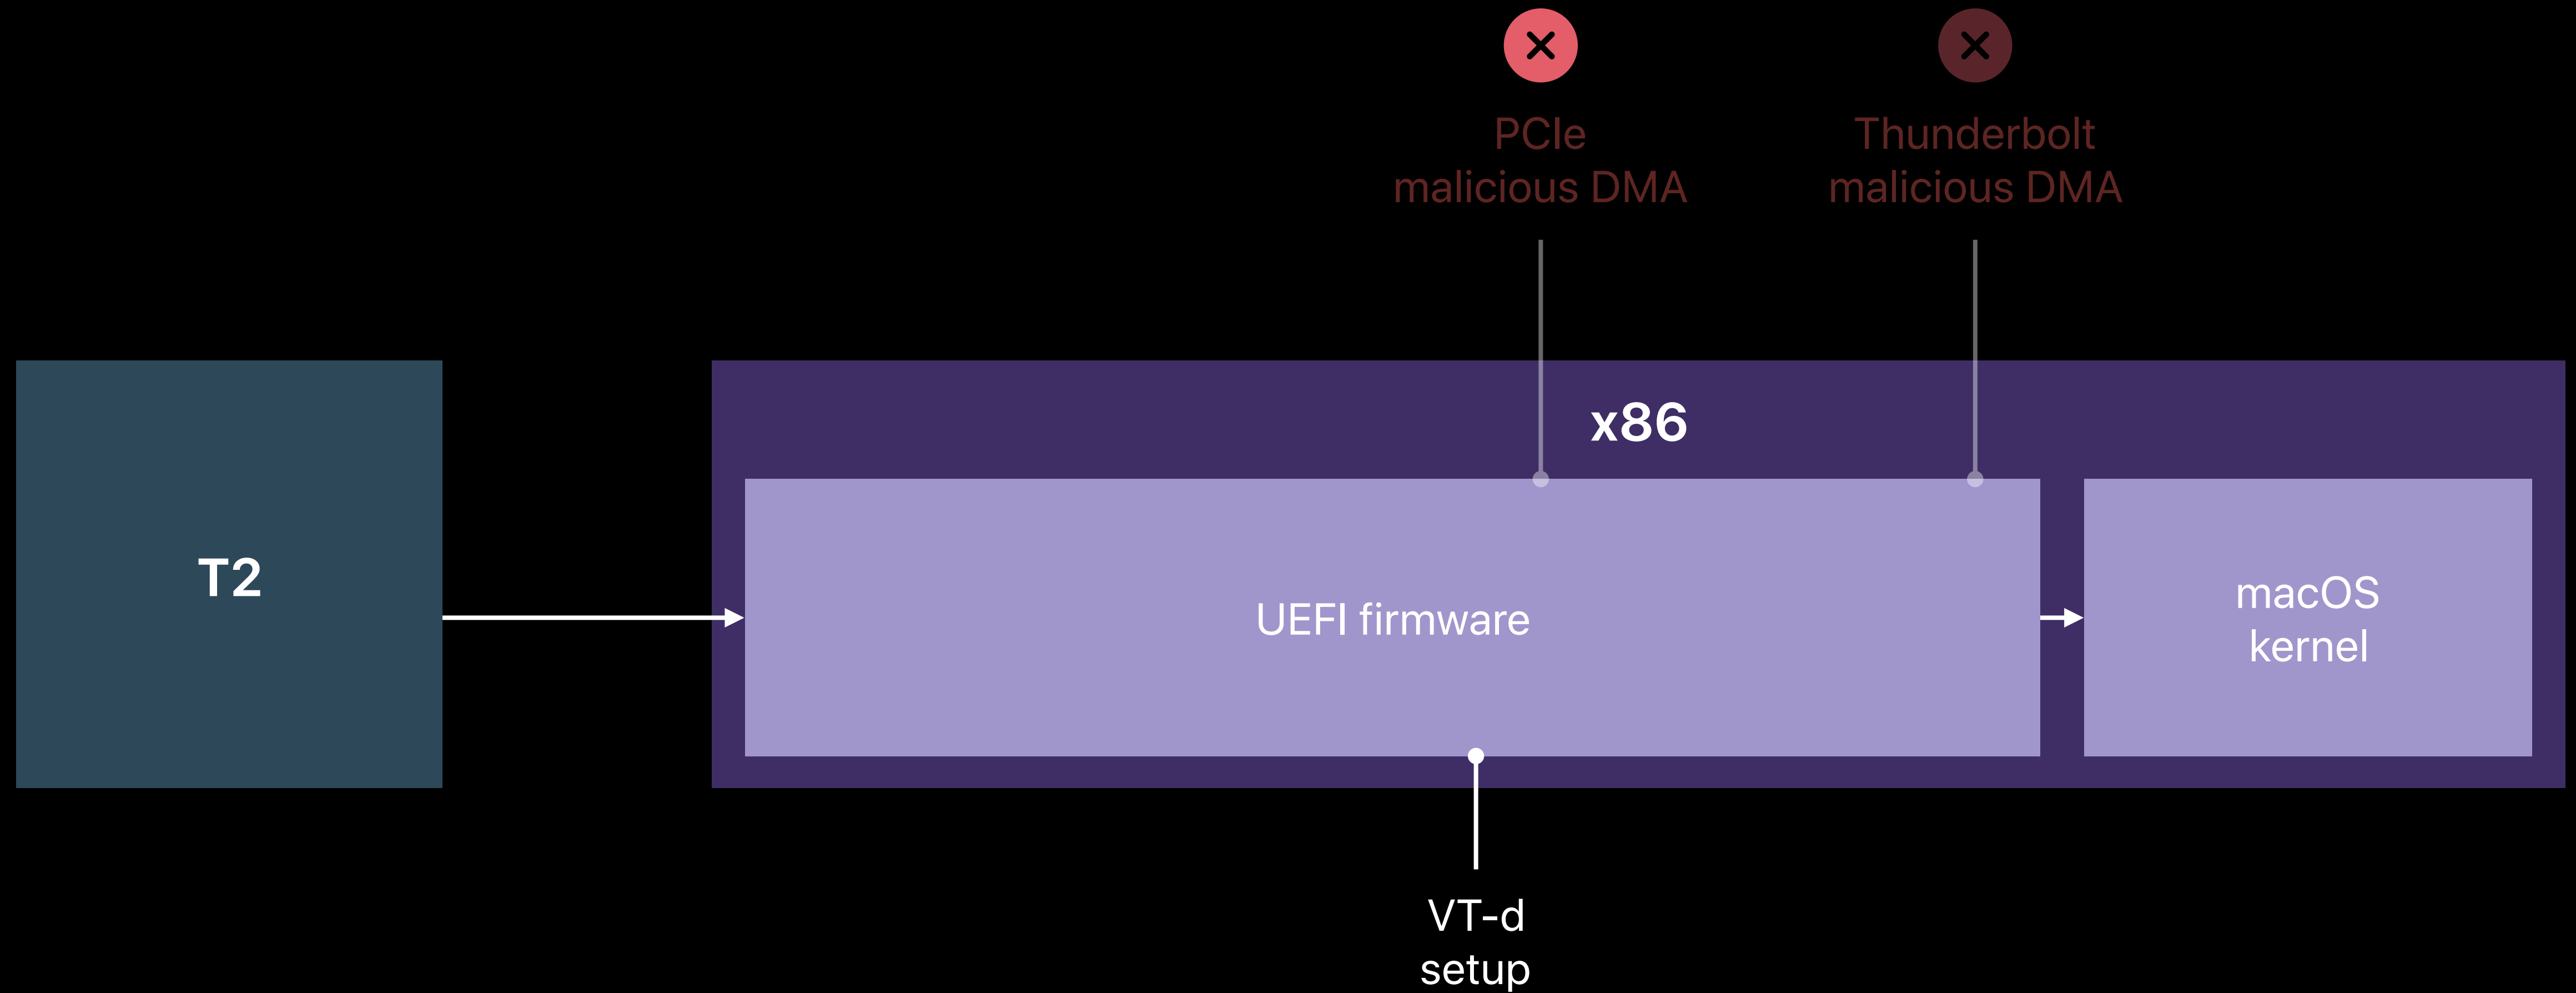 PCIe
malicious DMA
Thunderbolt
malicious DMA
x86
T2
UEFI firmware
macOS
kernel
VT-d
setup